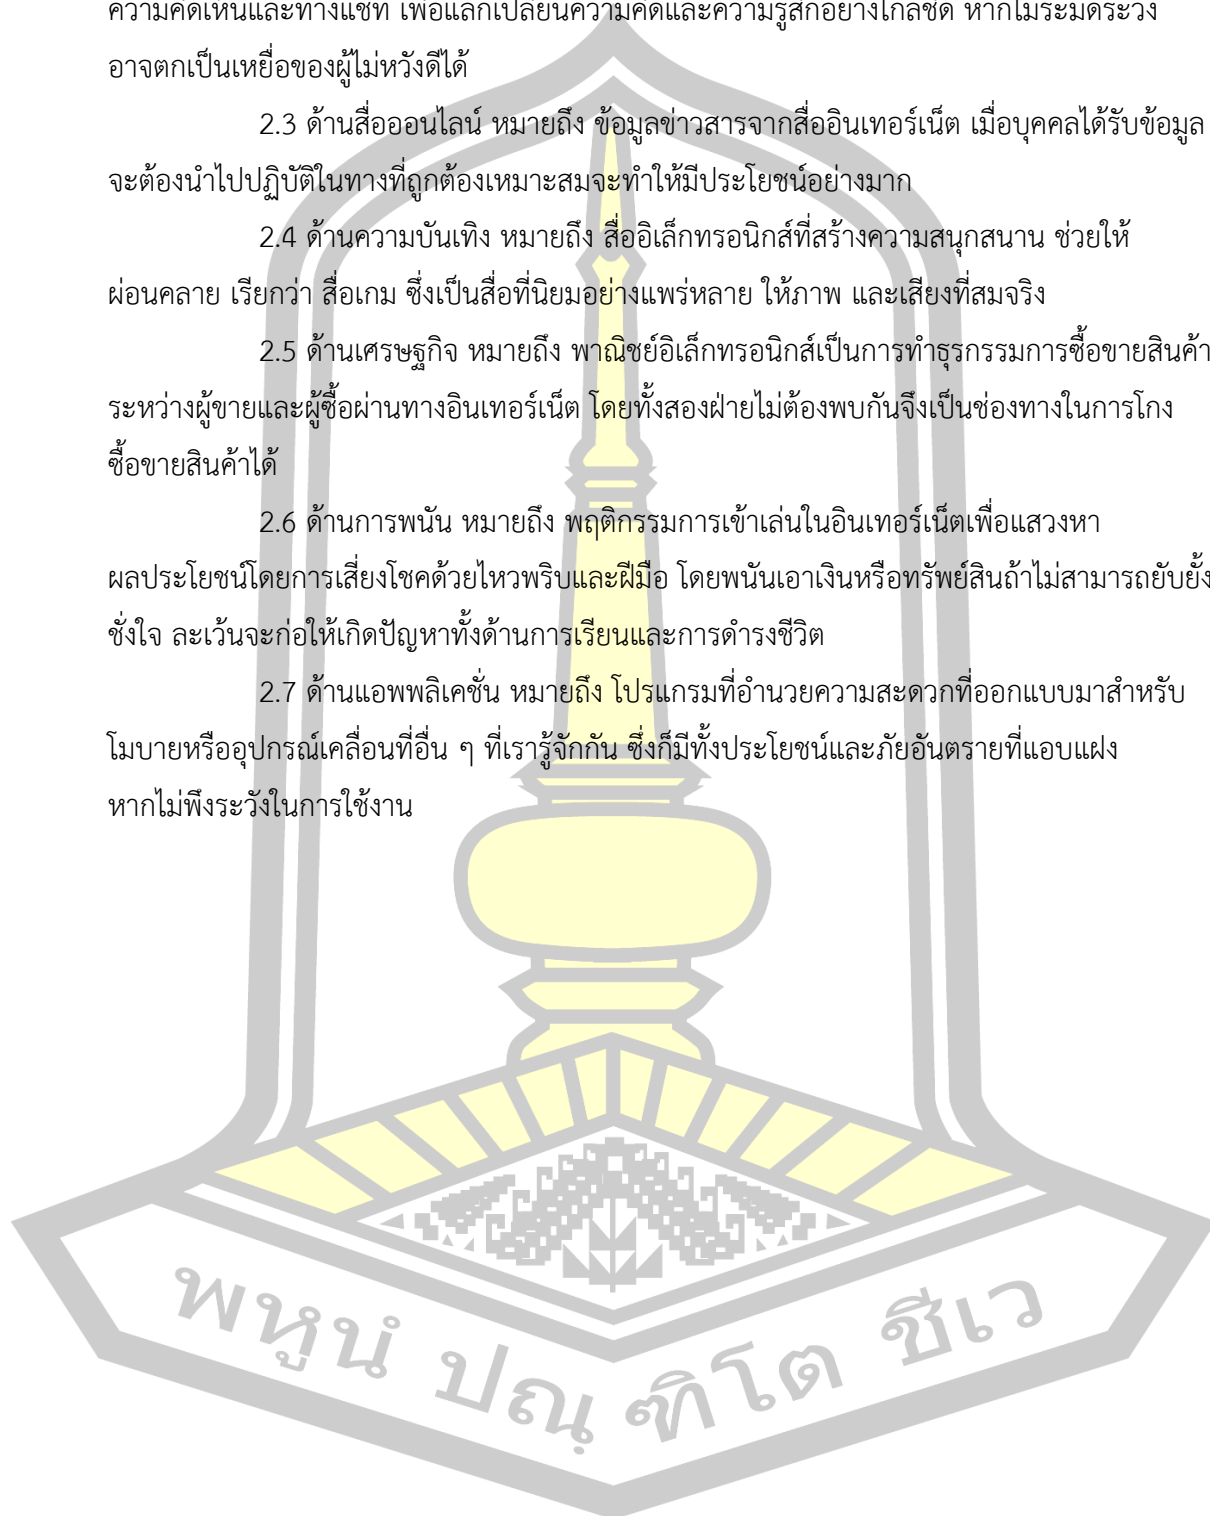 ความคิดเห็นและทางแชท เพื่อแลกเปลี่ยนความคิดและความรู้สึกอย่างใกล้ชิด หากไม่ระมัดระวัง
อาจตกเป็นเหยื่อของผู้ไม่หวังดีได้
2.3 ด้านสื่อออนไลน์ หมายถึง ข้อมูลข่าวสารจากสื่ออินเทอร์เน็ต เมื่อบุคคลได้รับข้อมูล
จะต้องนำไปปฏิบัติในทางที่ถูกต้องเหมาะสมจะทำให้มีประโยชน์อย่างมาก
2.4 ด้านความบันเทิง หมายถึง สื่ออิเล็กทรอนิกส์ที่สร้างความสนุกสนาน ช่วยให้
ผ่อนคลาย เรียกว่า สื่อเกม ซึ่งเป็นสื่อที่นิยมอย่างแพร่หลาย ให้ภาพ และเสียงที่สมจริง
2.5 ด้านเศรษฐกิจ หมายถึง พาณิชย์อิเล็กทรอนิกส์เป็นการทำธุรกรรมการซื้อขายสินค้า
ระหว่างผู้ขายและผู้ซื้อผ่านทางอินเทอร์เน็ต โดยทั้งสองฝ่ายไม่ต้องพบกันจึงเป็นช่องทางในการโกง
ซื้อขายสินค้าได้
2.6 ด้านการพนัน หมายถึง พฤติกรรมการเข้าเล่นในอินเทอร์เน็ตเพื่อแสวงหา
ผลประโยชน์โดยการเสี่ยงโชคด้วยไหวพริบและฝีมือ โดยพนันเอาเงินหรือทรัพย์สินถ้าไม่สามารถยับยั้ง
ชั่งใจ ละเว้นจะก่อให้เกิดปัญหาทั้งด้านการเรียนและการดำรงชีวิต
2.7 ด้านแอพพลิเคชั่น หมายถึง โปรแกรมที่อำนวยความสะดวกที่ออกแบบมาสำหรับ
โมบายหรืออุปกรณ์เคลื่อนที่อื่น ๆ ที่เรารู้จักกัน ซึ่งก็มีทั้งประโยชน์และภัยอันตรายที่แอบแฝง
หากไม่พึงระวังในการใช้งาน
พหูนํ ปณฺฑิโต ชีเว